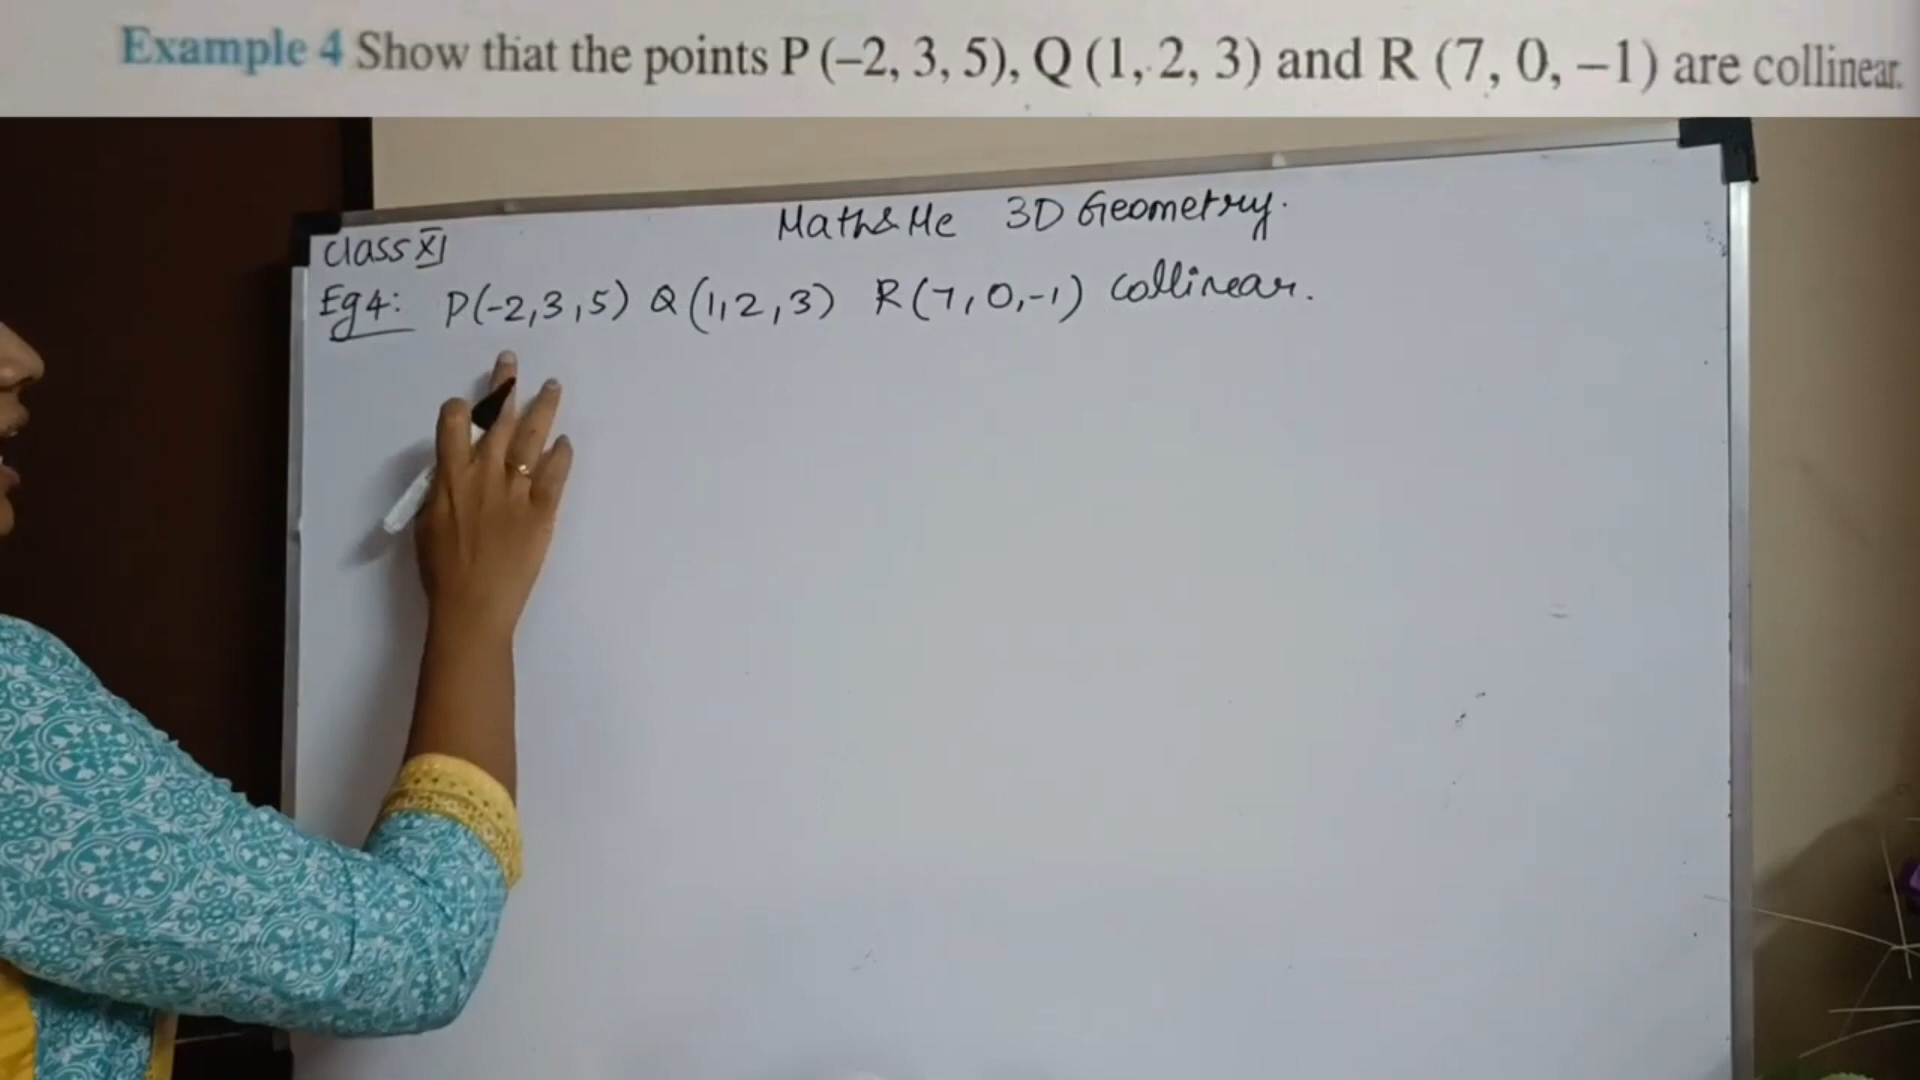 Example 4 Show that the points P (–2, 3, 5), Q (1, 2, 3) and R (7, 0, –1) are collinear.
Math&Me 3D Geometry.
Class XI
Eg4: P(-2,3,5) Q(1,2,3) R(7,0,-1) Collinear.